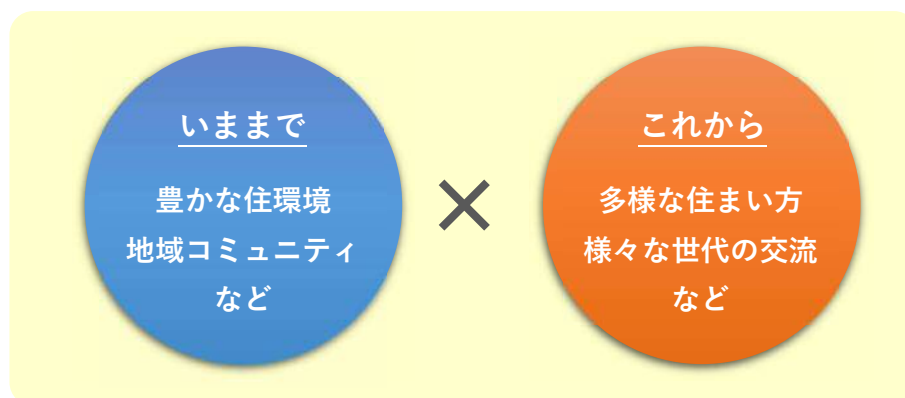 いままで
豊かな住環境
地域コミュニティ
など
×
これから
多様な住まい方
様々な世代の交流
など